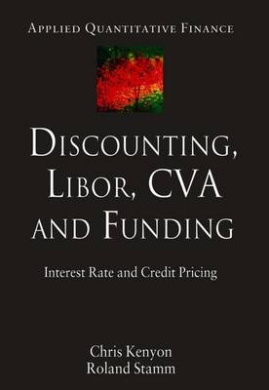 APPLIED QUANTITATIVE FINANCE
DISCOUNTING,
LIBOR, CVA
AND FUNDING
Interest Rate and Credit Pricing
Chris Kenyon
Roland Stamm